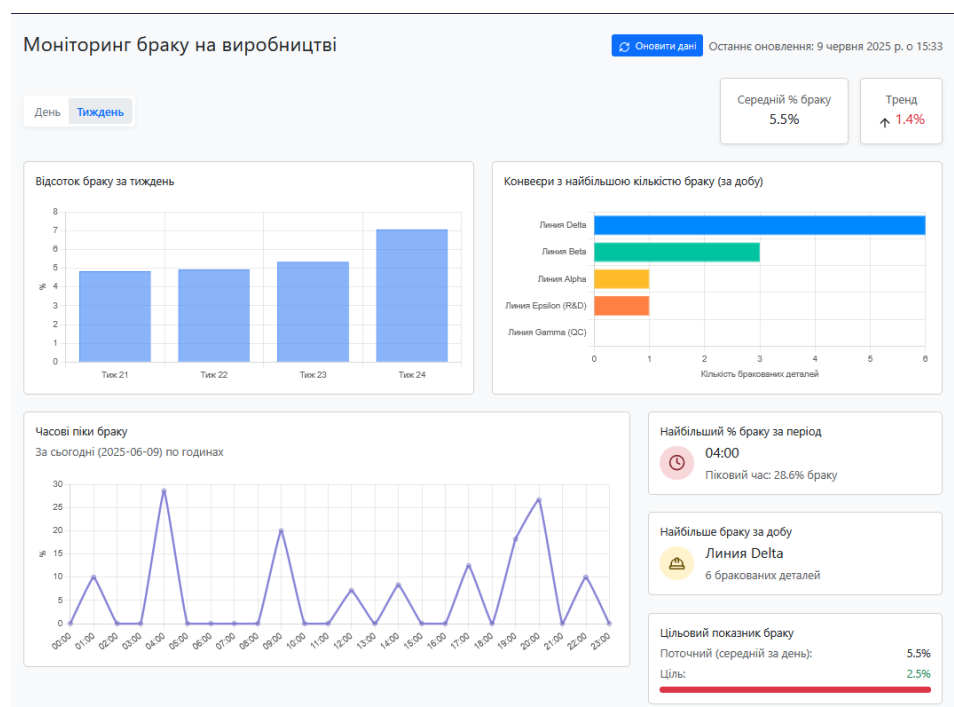 Моніторинг браку на виробництві
Оновити дані
Останнє оновлення: 9 червня 2025 р. о 15:33
День
Тиждень
Середній % браку
5.5%
Тренд
↑ 1.4%
Відсоток браку за тиждень
8
7
6
5
4
3
2
1
0
%
Тиж 21
Тиж 22
Тиж 23
Тиж 24
Конвеєри з найбільшою кількістю браку (за добу)
Линия Delta
Линия Beta
Линия Alpha
Линия Epsilon (R&D)
Линия Gamma (QC)
0
1
2
3
4
5
6
Кількість бракованих деталей
Часові піки браку
За сьогодні (2025-06-09) по годинах
30
25
20
15
10
5
0
%
00:00
01:00
02:00
03:00
04:00
05:00
06:00
07:00
08:00
09:00
10:00
11:00
12:00
13:00
14:00
15:00
16:00
17:00
18:00
19:00
20:00
21:00
22:00
23:00
Найбільший % браку за період
04:00
Піковий час: 28.6% браку
Найбільше браку за добу
Линия Delta
6 бракованих деталей
Цільовий показник браку
Поточний (середній за день): 5.5%
Ціль: 2.5%